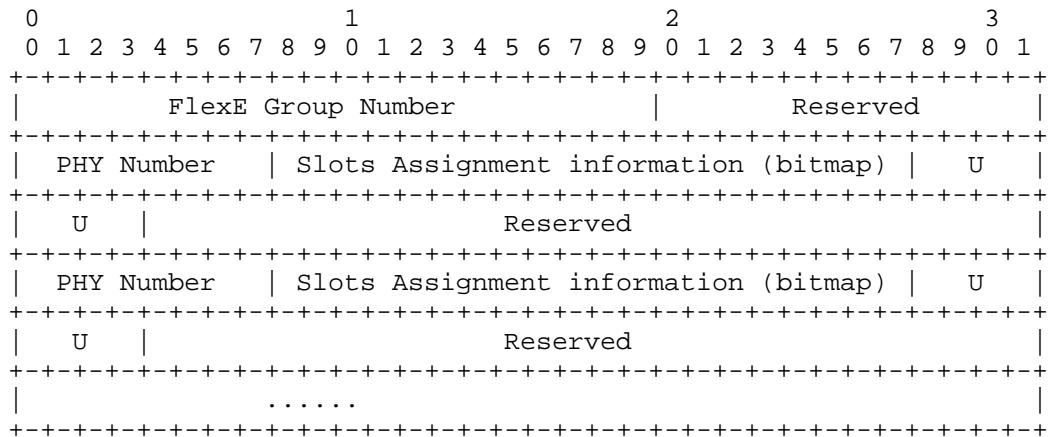 0                   1                   2                   3
 0 1 2 3 4 5 6 7 8 9 0 1 2 3 4 5 6 7 8 9 0 1 2 3 4 5 6 7 8 9 0 1
+-+-+-+-+-+-+-+-+-+-+-+-+-+-+-+-+-+-+-+-+-+-+-+-+-+-+-+-+-+-+-+-+
|         FlexE Group Number            |        Reserved       |
+-+-+-+-+-+-+-+-+-+-+-+-+-+-+-+-+-+-+-+-+-+-+-+-+-+-+-+-+-+-+-+-+
|  PHY Number   | Slots Assignment information (bitmap) |   U   |
+-+-+-+-+-+-+-+-+-+-+-+-+-+-+-+-+-+-+-+-+-+-+-+-+-+-+-+-+-+-+-+-+
|   U   |                      Reserved                         |
+-+-+-+-+-+-+-+-+-+-+-+-+-+-+-+-+-+-+-+-+-+-+-+-+-+-+-+-+-+-+-+-+
|  PHY Number   | Slots Assignment information (bitmap) |   U   |
+-+-+-+-+-+-+-+-+-+-+-+-+-+-+-+-+-+-+-+-+-+-+-+-+-+-+-+-+-+-+-+-+
|   U   |                      Reserved                         |
+-+-+-+-+-+-+-+-+-+-+-+-+-+-+-+-+-+-+-+-+-+-+-+-+-+-+-+-+-+-+-+-+
|               ......                                          |
+-+-+-+-+-+-+-+-+-+-+-+-+-+-+-+-+-+-+-+-+-+-+-+-+-+-+-+-+-+-+-+-+